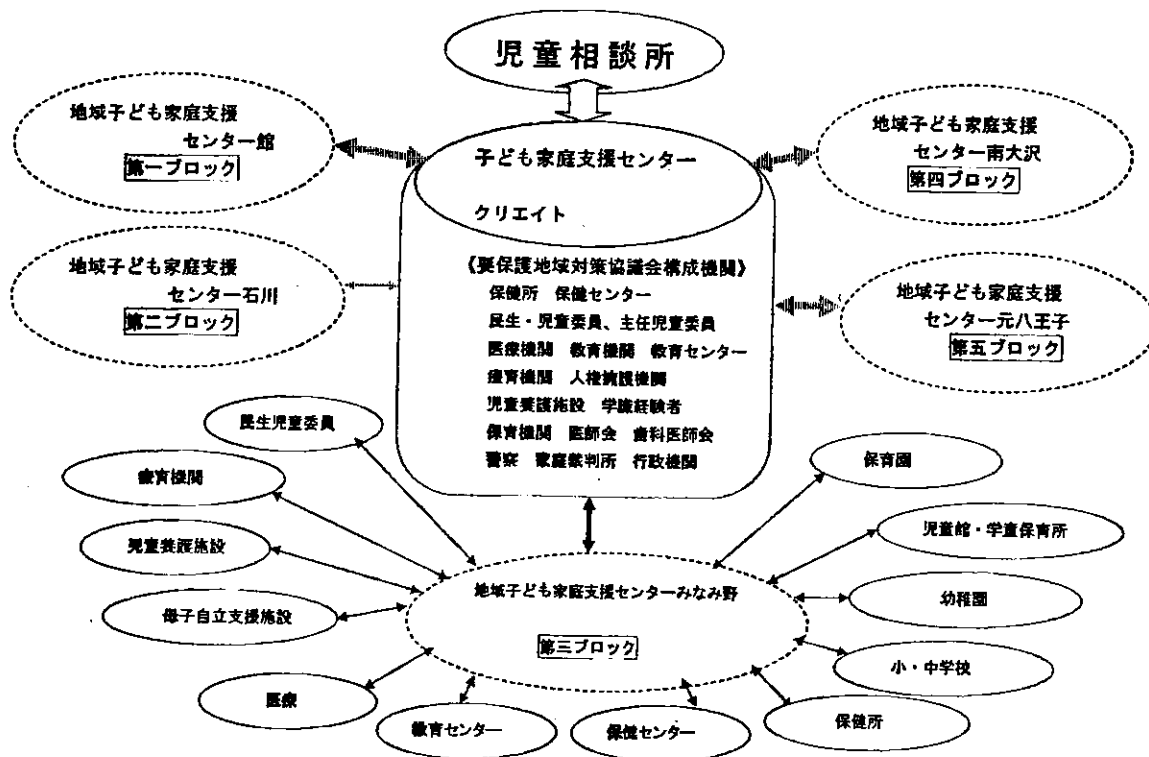 児童相談所
地域子ども家庭支援
センター館
第一ブロック
地域子ども家庭支援
センター南大沢
第四ブロック
子ども家庭支援センター
クリエイト
地域子ども家庭支援
センター石川
第二ブロック
地域子ども家庭支援
センター元八王子
第五ブロック
《要保護地域対策協議会構成機関》
保健所 保健センター
民生・児童委員、主任児童委員
医療機関 教育機関 教育センター
療育機関 人権擁護機関
児童養護施設 学識経験者
保育機関 医師会 歯科医師会
警察 家庭裁判所 行政機関
民生児童委員
療育機関
児童養護施設
母子自立支援施設
医療
教育センター
保健センター
保健所
小・中学校
幼稚園
児童館・学童保育所
保育園
地域子ども家庭支援センターみなみ野
第三ブロック